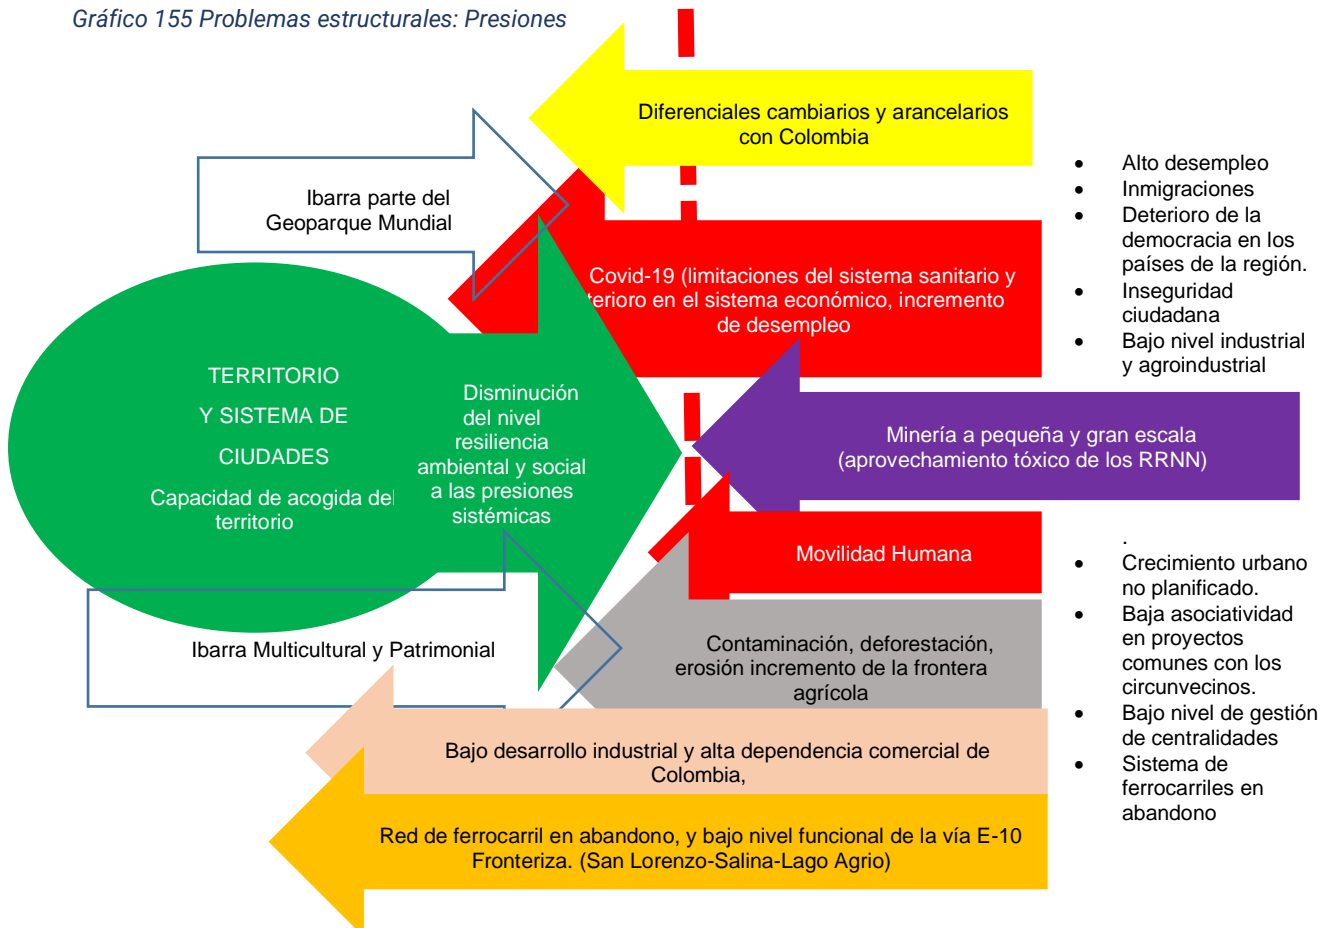 Gráfico 155 Problemas estructurales: Presiones
Diferenciales cambiarios y arancelarios
con Colombia
Ibarra parte del
Geoparque Mundial
Covid-19 (limitaciones del sistema sanitario y
terioro en el sistema económico, incremento
de desempleo
• Alto desempleo
• Inmigraciones
• Deterioro de la
democracia en los
países de la región.
• Inseguridad
ciudadana
• Bajo nivel industrial
y agroindustrial
TERRITORIO
Y SISTEMA DE
CIUDADES
Capacidad de acogida del
territorio
Disminución
del nivel
resiliencia
ambiental y social
a las presiones
sistémicas
Minería a pequeña y gran escala
(aprovechamiento tóxico de los RRNN)
Movilidad Humana
.
• Crecimiento urbano
no planificado.
• Baja asociatividad
en proyectos
comunes con los
circunvecinos.
• Bajo nivel de gestión
de centralidades
• Sistema de
ferrocarriles en
abandono
Ibarra Multicultural y Patrimonial
Contaminación, deforestación,
erosión incremento de la frontera
agrícola
Bajo desarrollo industrial y alta dependencia comercial de
Colombia,
Red de ferrocarril en abandono, y bajo nivel funcional de la vía E-10
Fronteriza. (San Lorenzo-Salina-Lago Agrio)